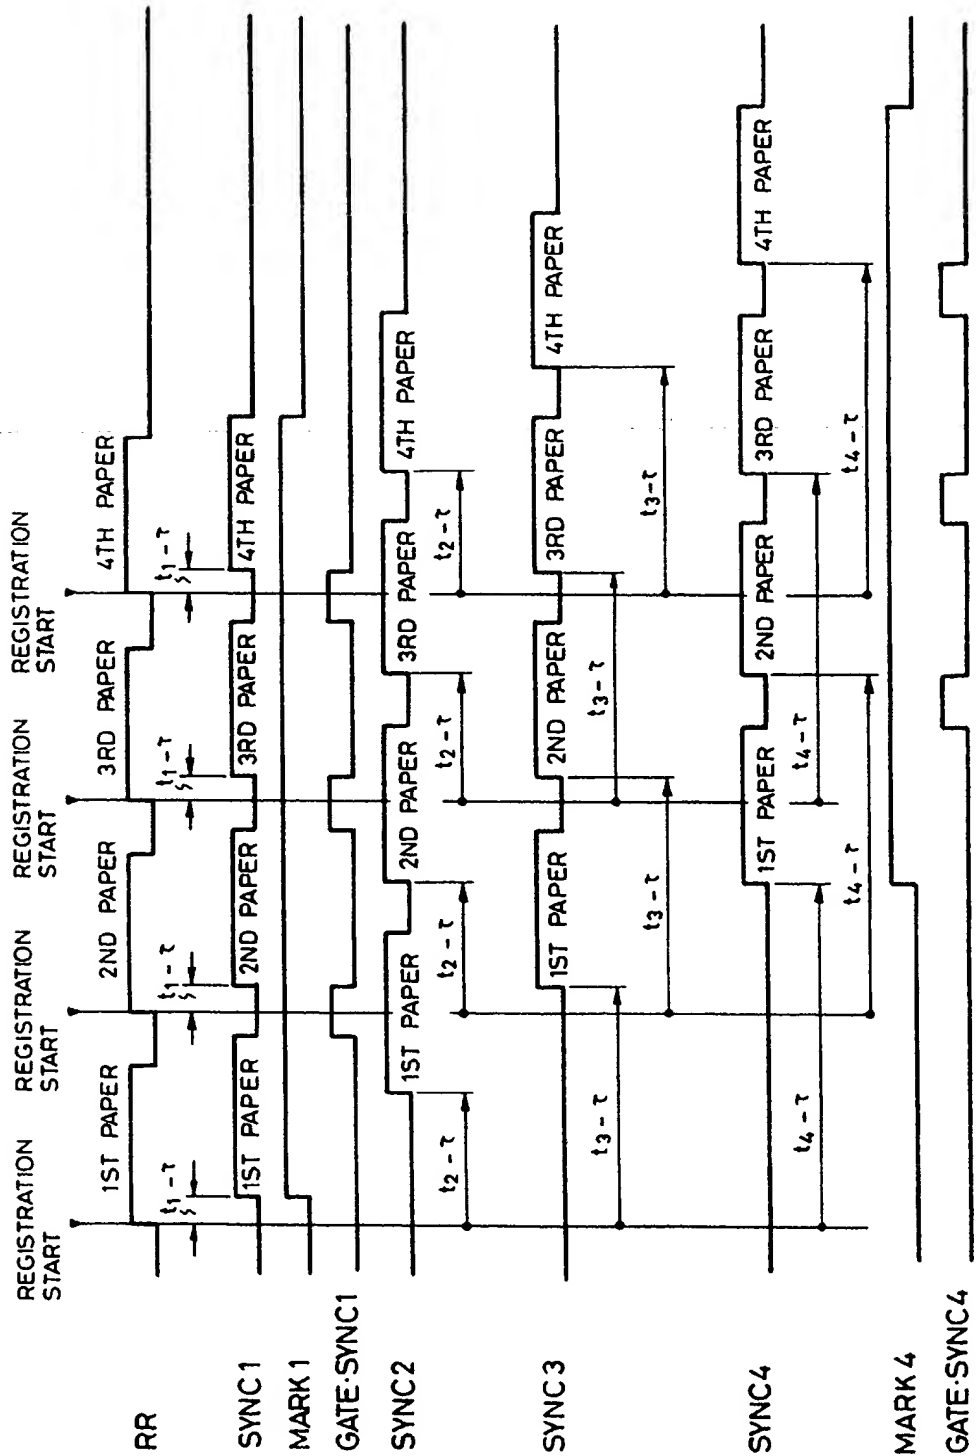 REGISTRATION
START
REGISTRATION
START
REGISTRATION
START
REGISTRATION
START
RR
1ST PAPER
2ND PAPER
3RD PAPER
4TH PAPER
t₁-τ
t₁-τ
t₁-τ
t₁-τ
SYNC1
1ST PAPER
2ND PAPER
3RD PAPER
4TH PAPER
MARK1
GATE·SYNC1
SYNC2
1ST PAPER
2ND PAPER
3RD PAPER
4TH PAPER
t₂-τ
t₂-τ
t₂-τ
t₂-τ
SYNC3
1ST PAPER
2ND PAPER
3RD PAPER
4TH PAPER
t₃-τ
t₃-τ
t₃-τ
t₃-τ
SYNC4
1ST PAPER
2ND PAPER
3RD PAPER
4TH PAPER
t₄-τ
t₄-τ
t₄-τ
t₄-τ
MARK4
GATE·SYNC4